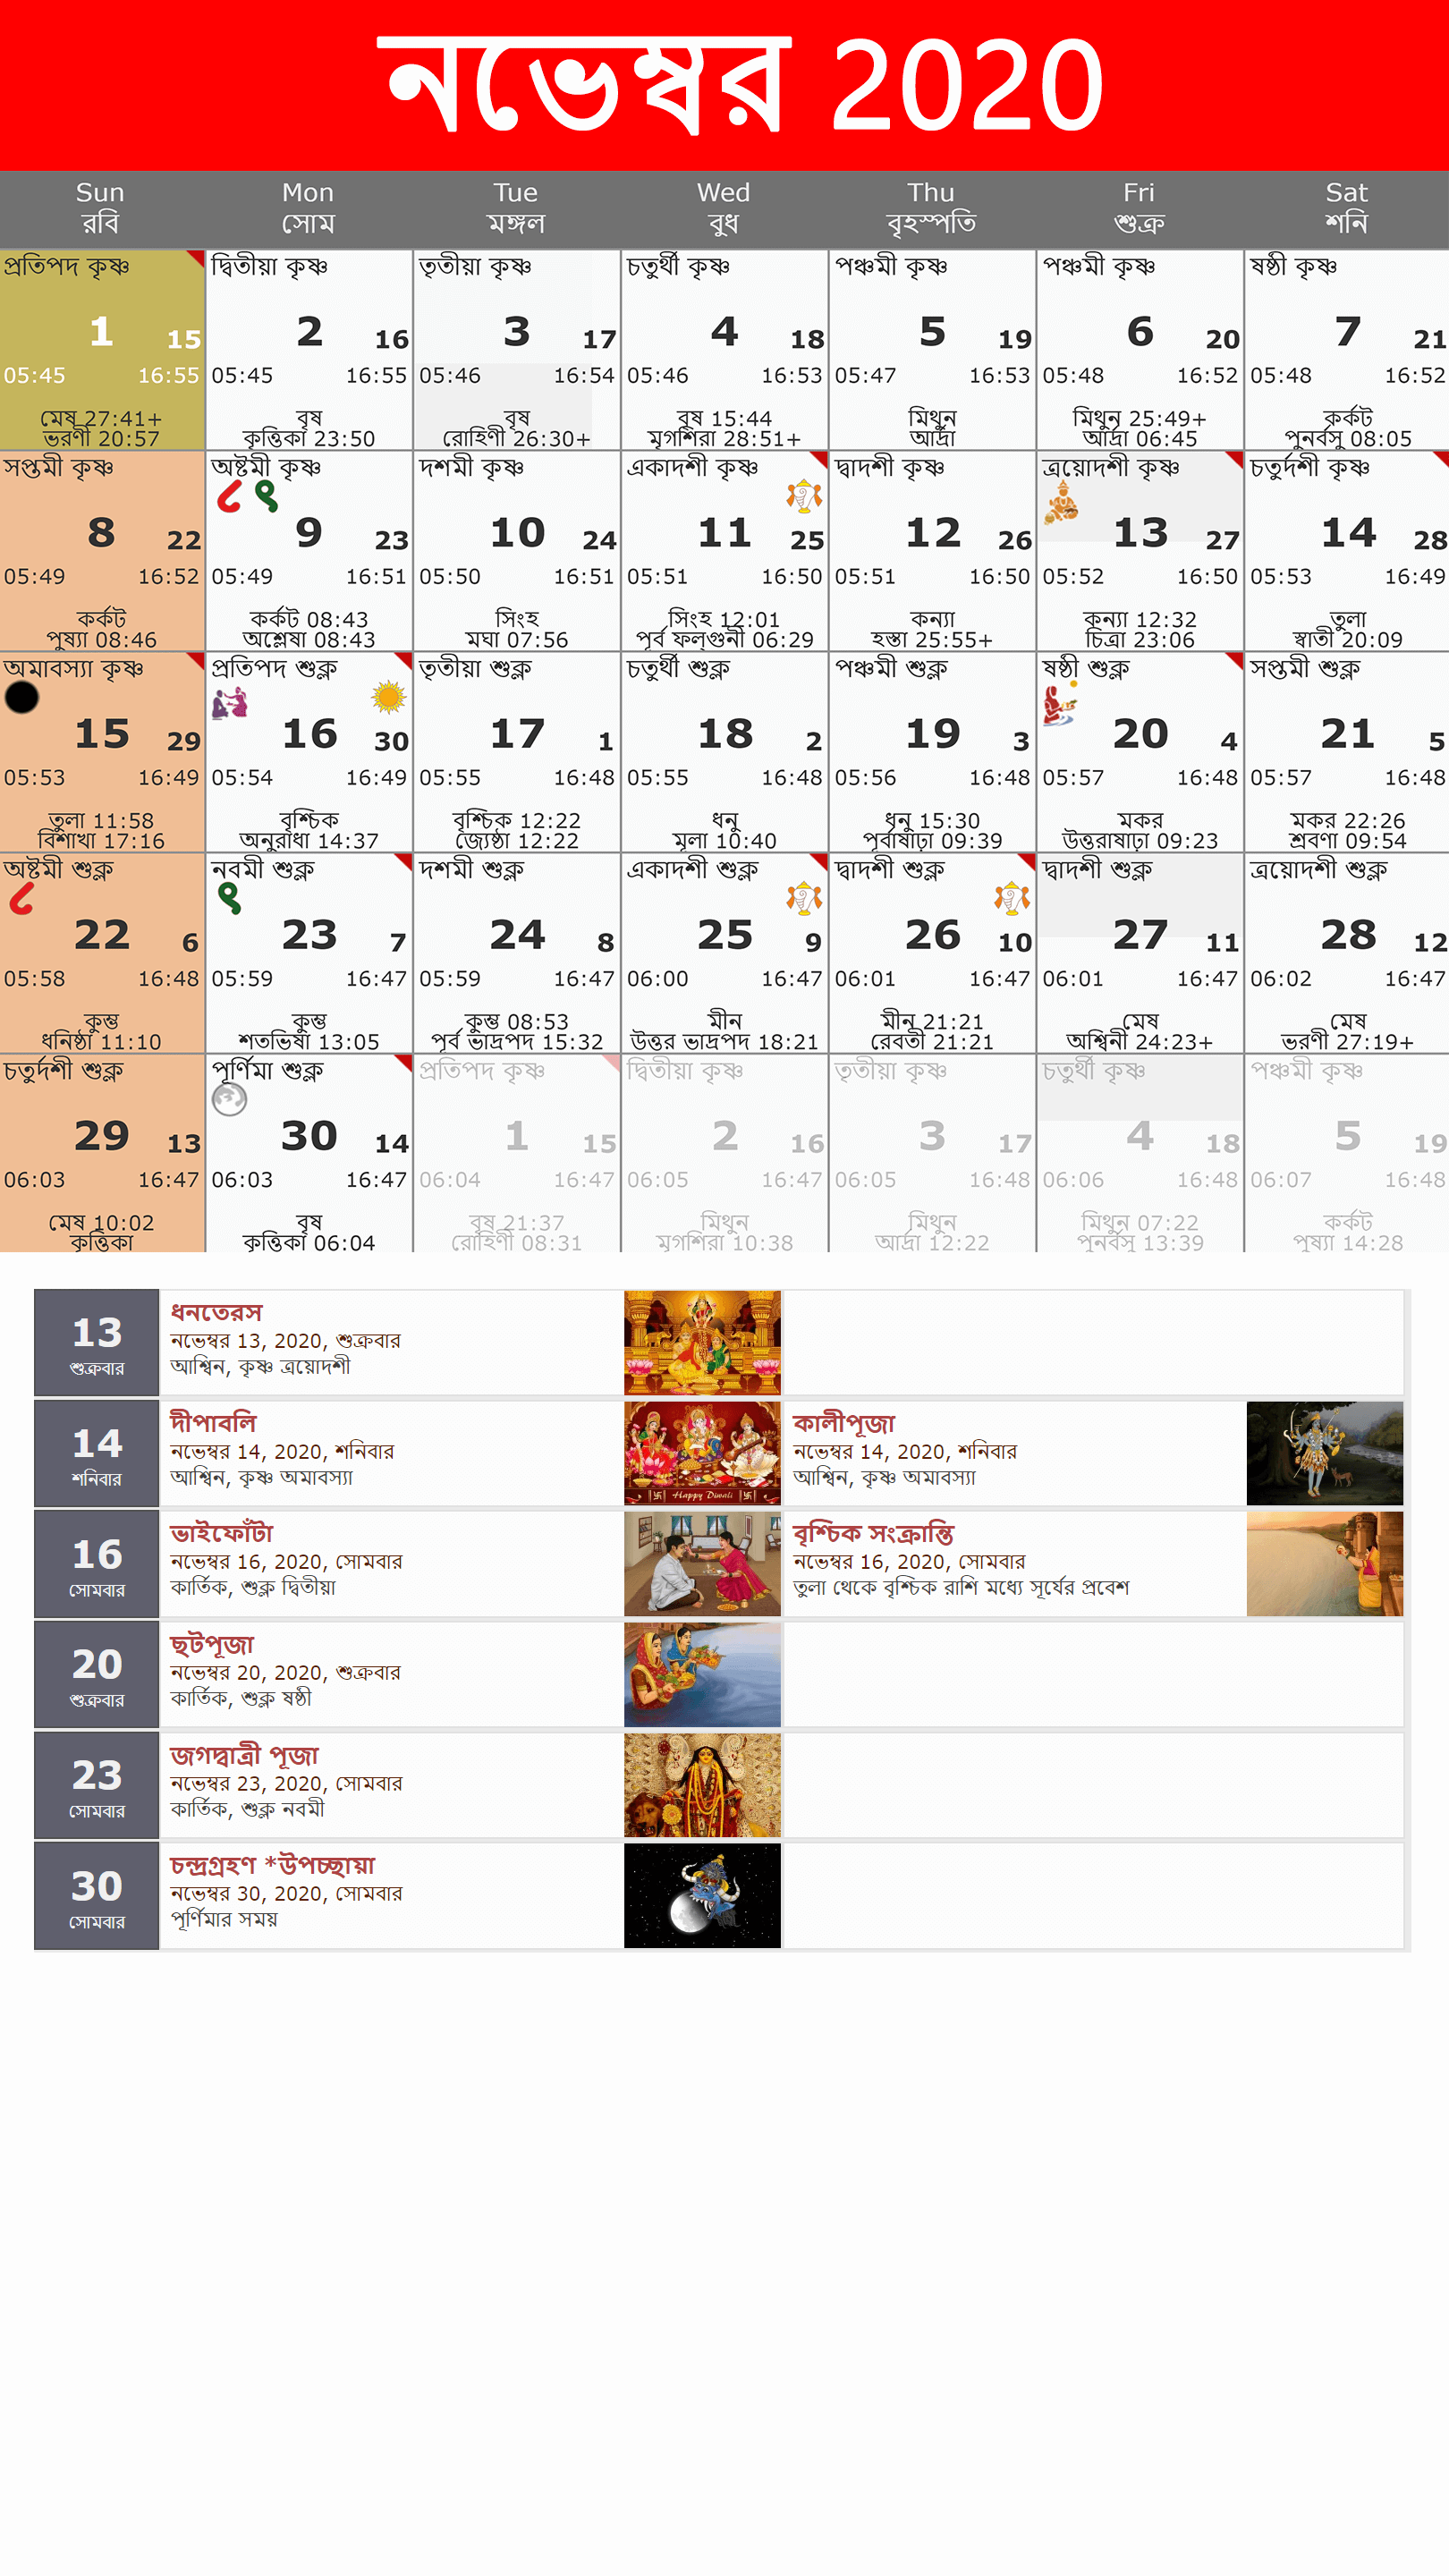 নভেম্বর 2020
Sun Mon Tue Wed Thu Fri Sat
রবি সোম মঙ্গল বুধ বৃহস্পতি শুক্র শনি
প্রতিপদ কৃষ্ণ দ্বিতীয়া কৃষ্ণ তৃতীয়া কৃষ্ণ চতুর্থী কৃষ্ণ পঞ্চমী কৃষ্ণ পঞ্চমী কৃষ্ণ ষষ্ঠী কৃষ্ণ
1 15 2 16 3 17 4 18 5 19 6 20 7 21
05:45 16:55 05:45 16:55 05:46 16:54 05:46 16:53 05:47 16:53 05:48 16:52 05:48 16:52
মেষ 27:41+ বৃষ বৃষ বৃষ 15:44 মিথুন মিথুন 25:49+ কর্কট
ভরণী 20:57 কৃত্তিকা 23:50 রোহিণী 26:30+ মৃগশিরা 28:51+ আর্দ্রা আর্দ্রা 06:45 পুনর্বসু 08:05
সপ্তমী কৃষ্ণ অষ্টমী কৃষ্ণ দশমী কৃষ্ণ একাদশী কৃষ্ণ দ্বাদশী কৃষ্ণ ত্রয়োদশী কৃষ্ণ চতুর্দশী কৃষ্ণ
৮ ९
8 22 9 23 10 24 11 25 12 26 13 27 14 28
05:49 16:52 05:49 16:51 05:50 16:51 05:51 16:50 05:51 16:50 05:52 16:50 05:53 16:49
কর্কট কর্কট 08:43 সিংহ সিংহ 12:01 কন্যা কন্যা 12:32 তুলা
পুষ্যা 08:46 অশ্লেষা 08:43 মঘা 07:56 পূর্ব ফল্গুনী 06:29 হস্তা 25:55+ চিত্রা 23:06 স্বাতী 20:09
অমাবস্যা কৃষ্ণ প্রতিপদ শুক্ল তৃতীয়া শুক্ল চতুর্থী শুক্ল পঞ্চমী শুক্ল ষষ্ঠী শুক্ল সপ্তমী শুক্ল
15 29 16 30 17 1 18 2 19 3 20 4 21 5
05:53 16:49 05:54 16:49 05:55 16:48 05:55 16:48 05:56 16:48 05:57 16:48 05:57 16:48
তুলা 11:58 বৃশ্চিক বৃশ্চিক 12:22 ধনু ধনু 15:30 মকর মকর 22:26
বিশাখা 17:16 অনুরাধা 14:37 জ্যেষ্ঠা 12:22 মূলা 10:40 পূর্বাষাঢ়া 09:39 উত্তরাষাঢ়া 09:23 শ্রবণা 09:54
অষ্টমী শুক্ল নবমী শুক্ল দশমী শুক্ল একাদশী শুক্ল দ্বাদশী শুক্ল দ্বাদশী শুক্ল ত্রয়োদশী শুক্ল
৮ ९
22 6 23 7 24 8 25 9 26 10 27 11 28 12
05:58 16:48 05:59 16:47 05:59 16:47 06:00 16:47 06:01 16:47 06:01 16:47 06:02 16:47
কুম্ভ কুম্ভ কুম্ভ 08:53 মীন মীন 21:21 মেষ মেষ
ধনিষ্ঠা 11:10 শতভিষা 13:05 পূর্ব ভাদ্রপদ 15:32 উত্তর ভাদ্রপদ 18:21 রেবতী 21:21 অশ্বিনী 24:23+ ভরণী 27:19+
চতুর্দশী শুক্ল পূর্ণিমা শুক্ল প্রতিপদ কৃষ্ণ দ্বিতীয়া কৃষ্ণ তৃতীয়া কৃষ্ণ চতুর্থী কৃষ্ণ পঞ্চমী কৃষ্ণ
29 13 30 14 1 15 2 16 3 17 4 18 5 19
06:03 16:47 06:03 16:47 06:04 16:47 06:05 16:47 06:05 16:48 06:06 16:48 06:07 16:48
মেষ 10:02 বৃষ বৃষ 21:37 মিথুন মিথুন মিথুন 07:22 কর্কট
কৃত্তিকা কৃত্তিকা 06:04 রোহিণী 08:31 মৃগশিরা 10:38 আর্দ্রা 12:22 পুনর্বসু 13:39 পুষ্যা 14:28
13
শুক্রবার
ধনতেরস
নভেম্বর 13, 2020, শুক্রবার
আশ্বিন, কৃষ্ণ ত্রয়োদশী
14
শনিবার
দীপাবলি
নভেম্বর 14, 2020, শনিবার
আশ্বিন, কৃষ্ণ অমাবস্যা
Happy Diwali
কালীপূজা
নভেম্বর 14, 2020, শনিবার
আশ্বিন, কৃষ্ণ অমাবস্যা
16
সোমবার
ভাইফোঁটা
নভেম্বর 16, 2020, সোমবার
কার্তিক, শুক্ল দ্বিতীয়া
বৃশ্চিক সংক্রান্তি
নভেম্বর 16, 2020, সোমবার
তুলা থেকে বৃশ্চিক রাশি মধ্যে সূর্যের প্রবেশ
20
শুক্রবার
ছটপূজা
নভেম্বর 20, 2020, শুক্রবার
কার্তিক, শুক্ল ষষ্ঠী
23
সোমবার
জগদ্বাত্রী পূজা
নভেম্বর 23, 2020, সোমবার
কার্তিক, শুক্ল নবমী
30
সোমবার
চন্দ্রগ্রহণ *উপচ্ছায়া
নভেম্বর 30, 2020, সোমবার
পূর্ণিমার সময়